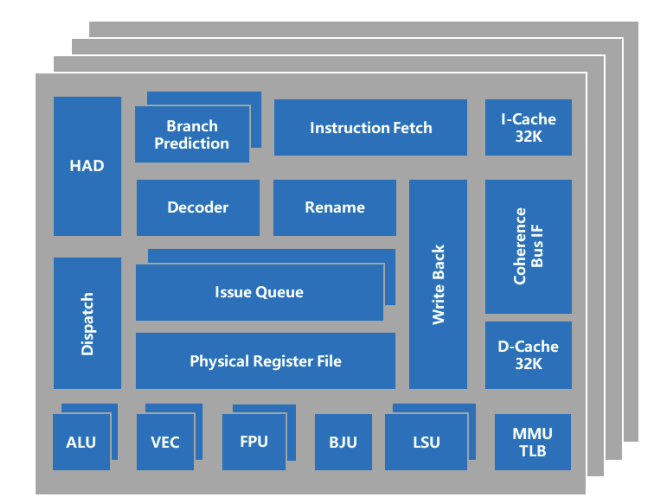 HAD
Branch
Prediction
Instruction Fetch
I-Cache
32K
Decoder
Rename
Write Back
Coherence
Bus IF
Dispatch
Issue Queue
Physical Register File
D-Cache
32K
ALU
VEC
FPU
BJU
LSU
MMU
TLB